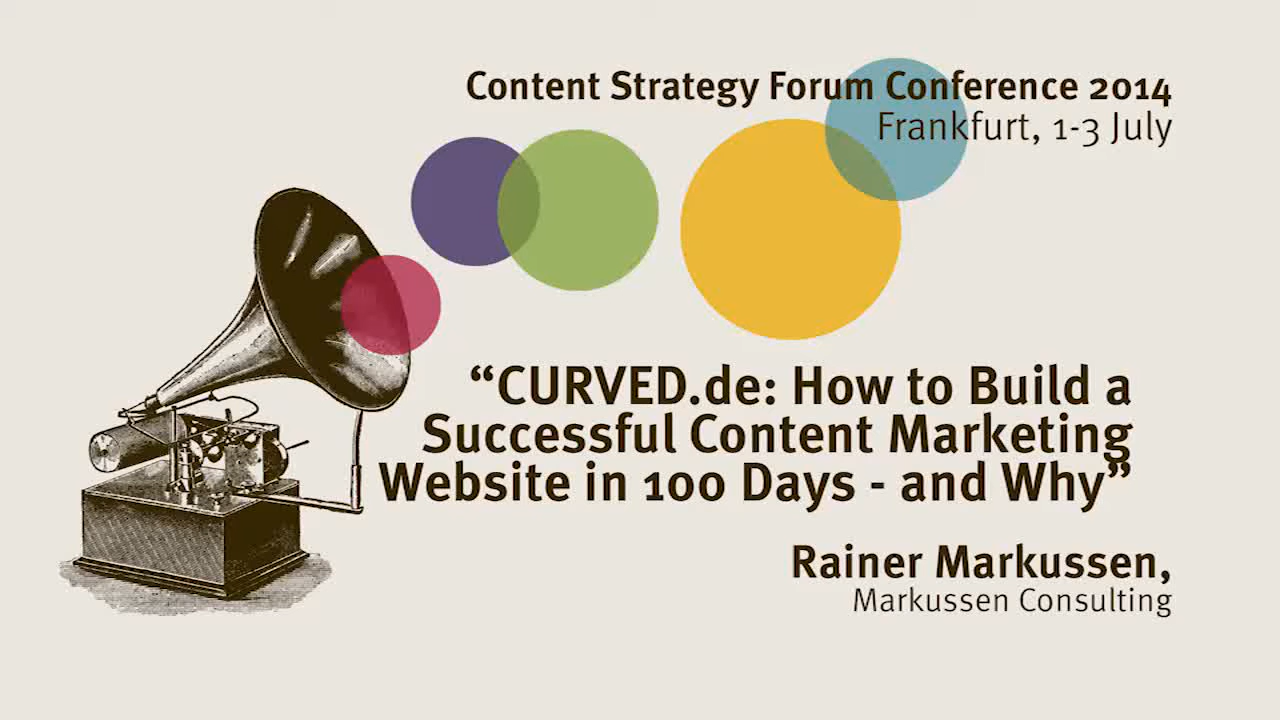 Content Strategy Forum Conference 2014
Frankfurt, 1-3 July
“CURVED.de: How to Build a
Successful Content Marketing
Website in 100 Days - and Why”
Rainer Markussen,
Markussen Consulting